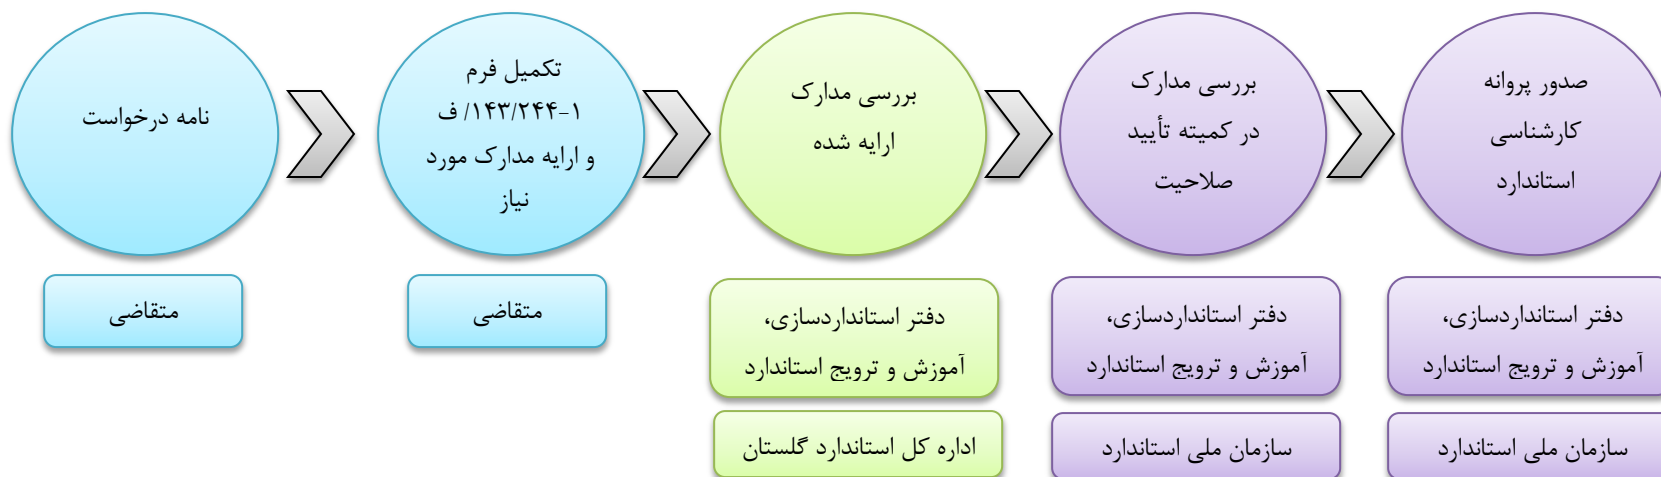 نامه درخواست
تکمیل فرم
۱-۱۴۳/۲۴۴/ ف
و ارایه مدارک مورد
نیاز
بررسی مدارک
ارایه شده
بررسی مدارک
در کمیته تأیید
صلاحیت
صدور پروانه
کارشناسی
استاندارد
متقاضی
متقاضی
دفتر استانداردسازی،
آموزش و ترویج استاندارد
دفتر استانداردسازی،
آموزش و ترویج استاندارد
دفتر استانداردسازی،
آموزش و ترویج استاندارد
اداره کل استاندارد گلستان
سازمان ملی استاندارد
سازمان ملی استاندارد